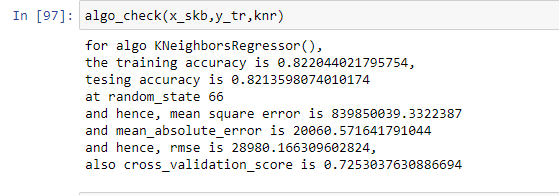 In [97]: algo_check(x_skb,y_tr,knr)
for algo KNeighborsRegressor(),
the training accuracy is 0.822044021795754,
tesing accuracy is 0.8213598074010174
at random_state 66
and hence, mean square error is 839850039.3322387
and mean_absolute_error is 20060.571641791044
and hence, rmse is 28980.166309602824,
also cross_validation_score is 0.7253037630886694